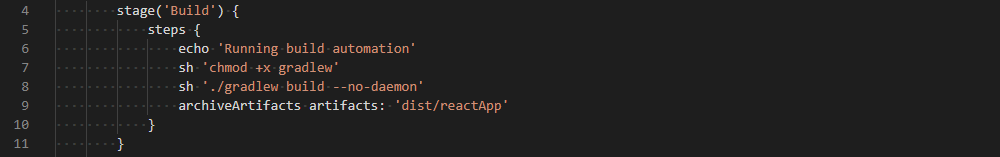 4 stage('Build') {
5 steps {
6 echo 'Running build automation'
7 sh 'chmod +x gradlew'
8 sh './gradlew build --no-daemon'
9 archiveArtifacts artifacts: 'dist/reactApp'
10 }
11 }